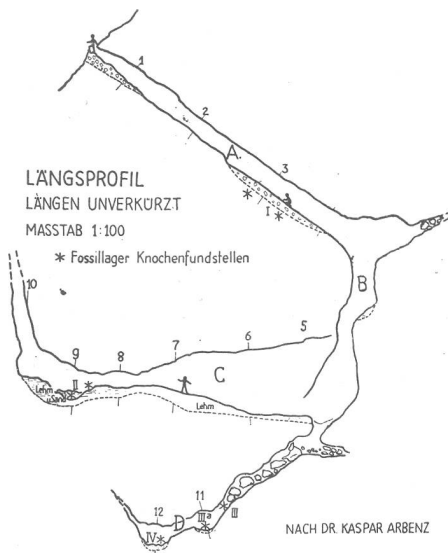 1
2
A.
3
LÄNGSPROFIL
LÄNGEN UNVERKÜRZT
MASSTAB 1:100
* Fossillager Knochenfundstellen
* I *
B
10
9
8
7
6
5
II *
C
Lehm
u Sand
*
Lehm
12
D
11
IIIa
*
III
*
IV *
NACH DR. KASPAR ARBENZ